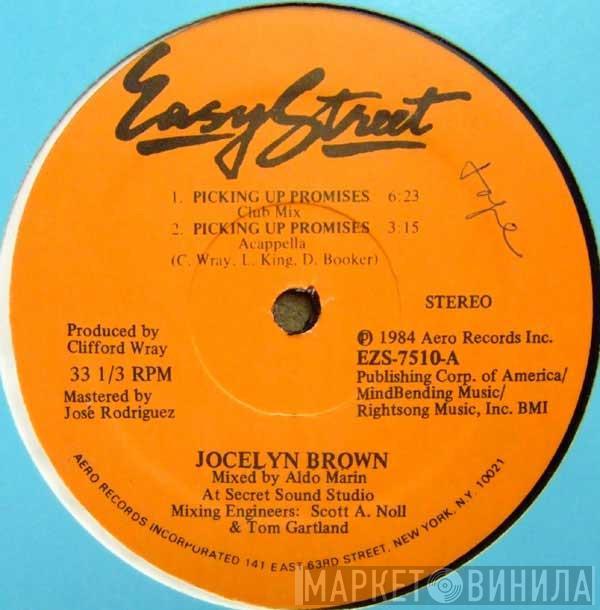 Easy Street
1. PICKING UP PROMISES 6:23
Club Mix
2. PICKING UP PROMISES 3:15
Acappella
(C. Wray, L. King, D. Booker)
tape
STEREO
Produced by
Clifford Wray
33 1/3 RPM
Mastered by
José Rodriguez
Ⓟ 1984 Aero Records Inc.
EZS-7510-A
Publishing Corp. of America/
MindBending Music/
Rightsong Music, Inc. BMI
JOCELYN BROWN
Mixed by Aldo Marin
At Secret Sound Studio
Mixing Engineers: Scott A. Noll
& Tom Gartland
AERO RECORDS INCORPORATED 141 EAST 63RD STREET, NEW YORK, N.Y. 10021
МАРКЕТ ВИНИЛА